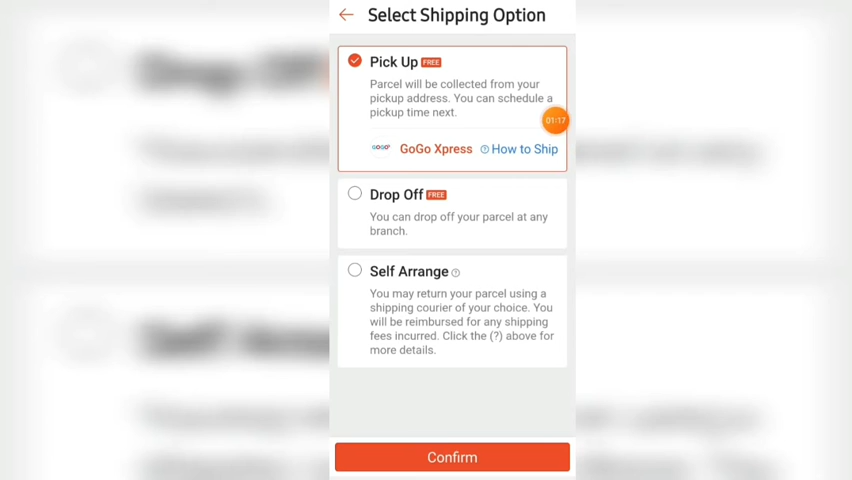 Select Shipping Option
Pick Up FREE
Parcel will be collected from your
pickup address. You can schedule a
pickup time next.
01:17
GOGO
GoGo Xpress
How to Ship
Drop Off FREE
You can drop off your parcel at any
branch.
Self Arrange ?
You may return your parcel using a
shipping courier of your choice. You
will be reimbursed for any shipping
fees incurred. Click the (?) above for
more details.
Confirm